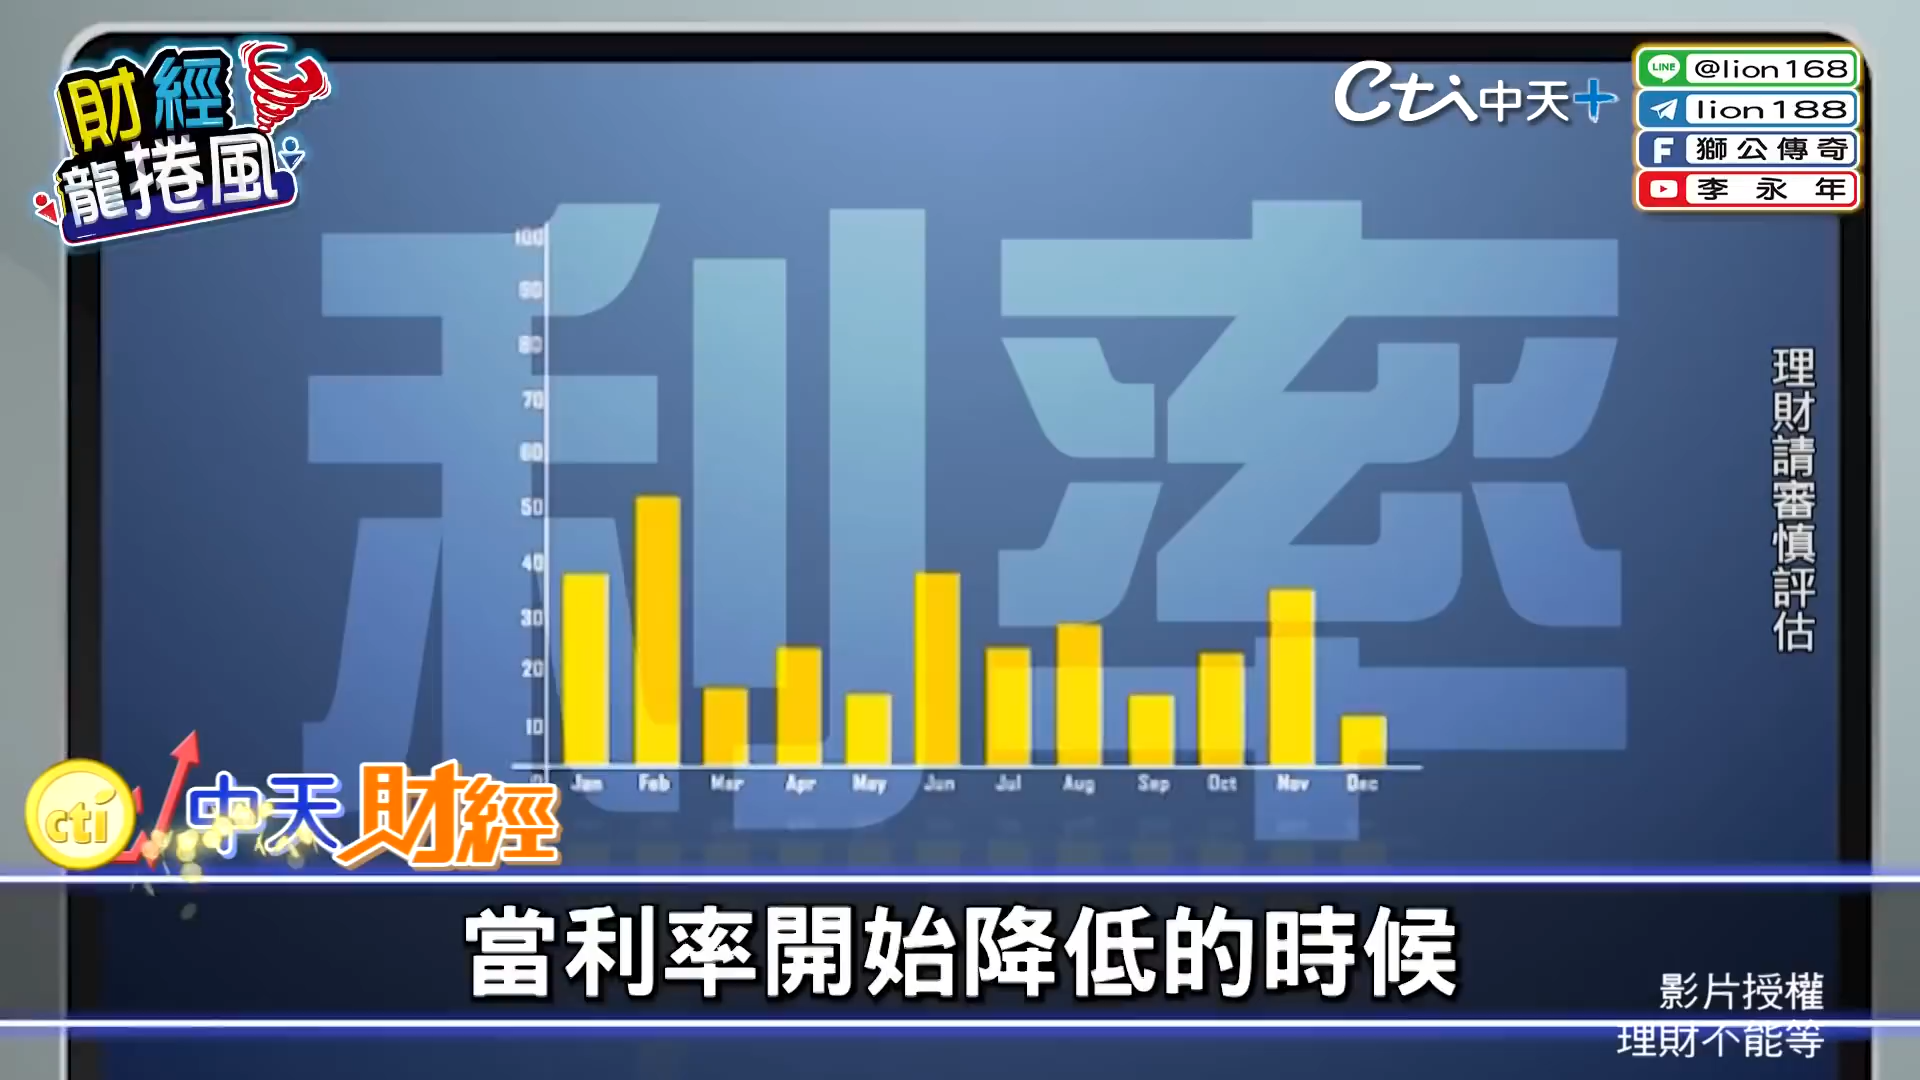 財經
龍捲風
cti中天+
LINE @lion168
lion188
F 獅公傳奇
李永年
利率
理財請審慎評估
100
90
80
70
60
50
40
30
20
10
0
Jan Feb Mar Apr May Jun Jul Aug Sep Oct Nov Dec
cti 中天財經
當利率開始降低的時候
影片授權
理財不能等